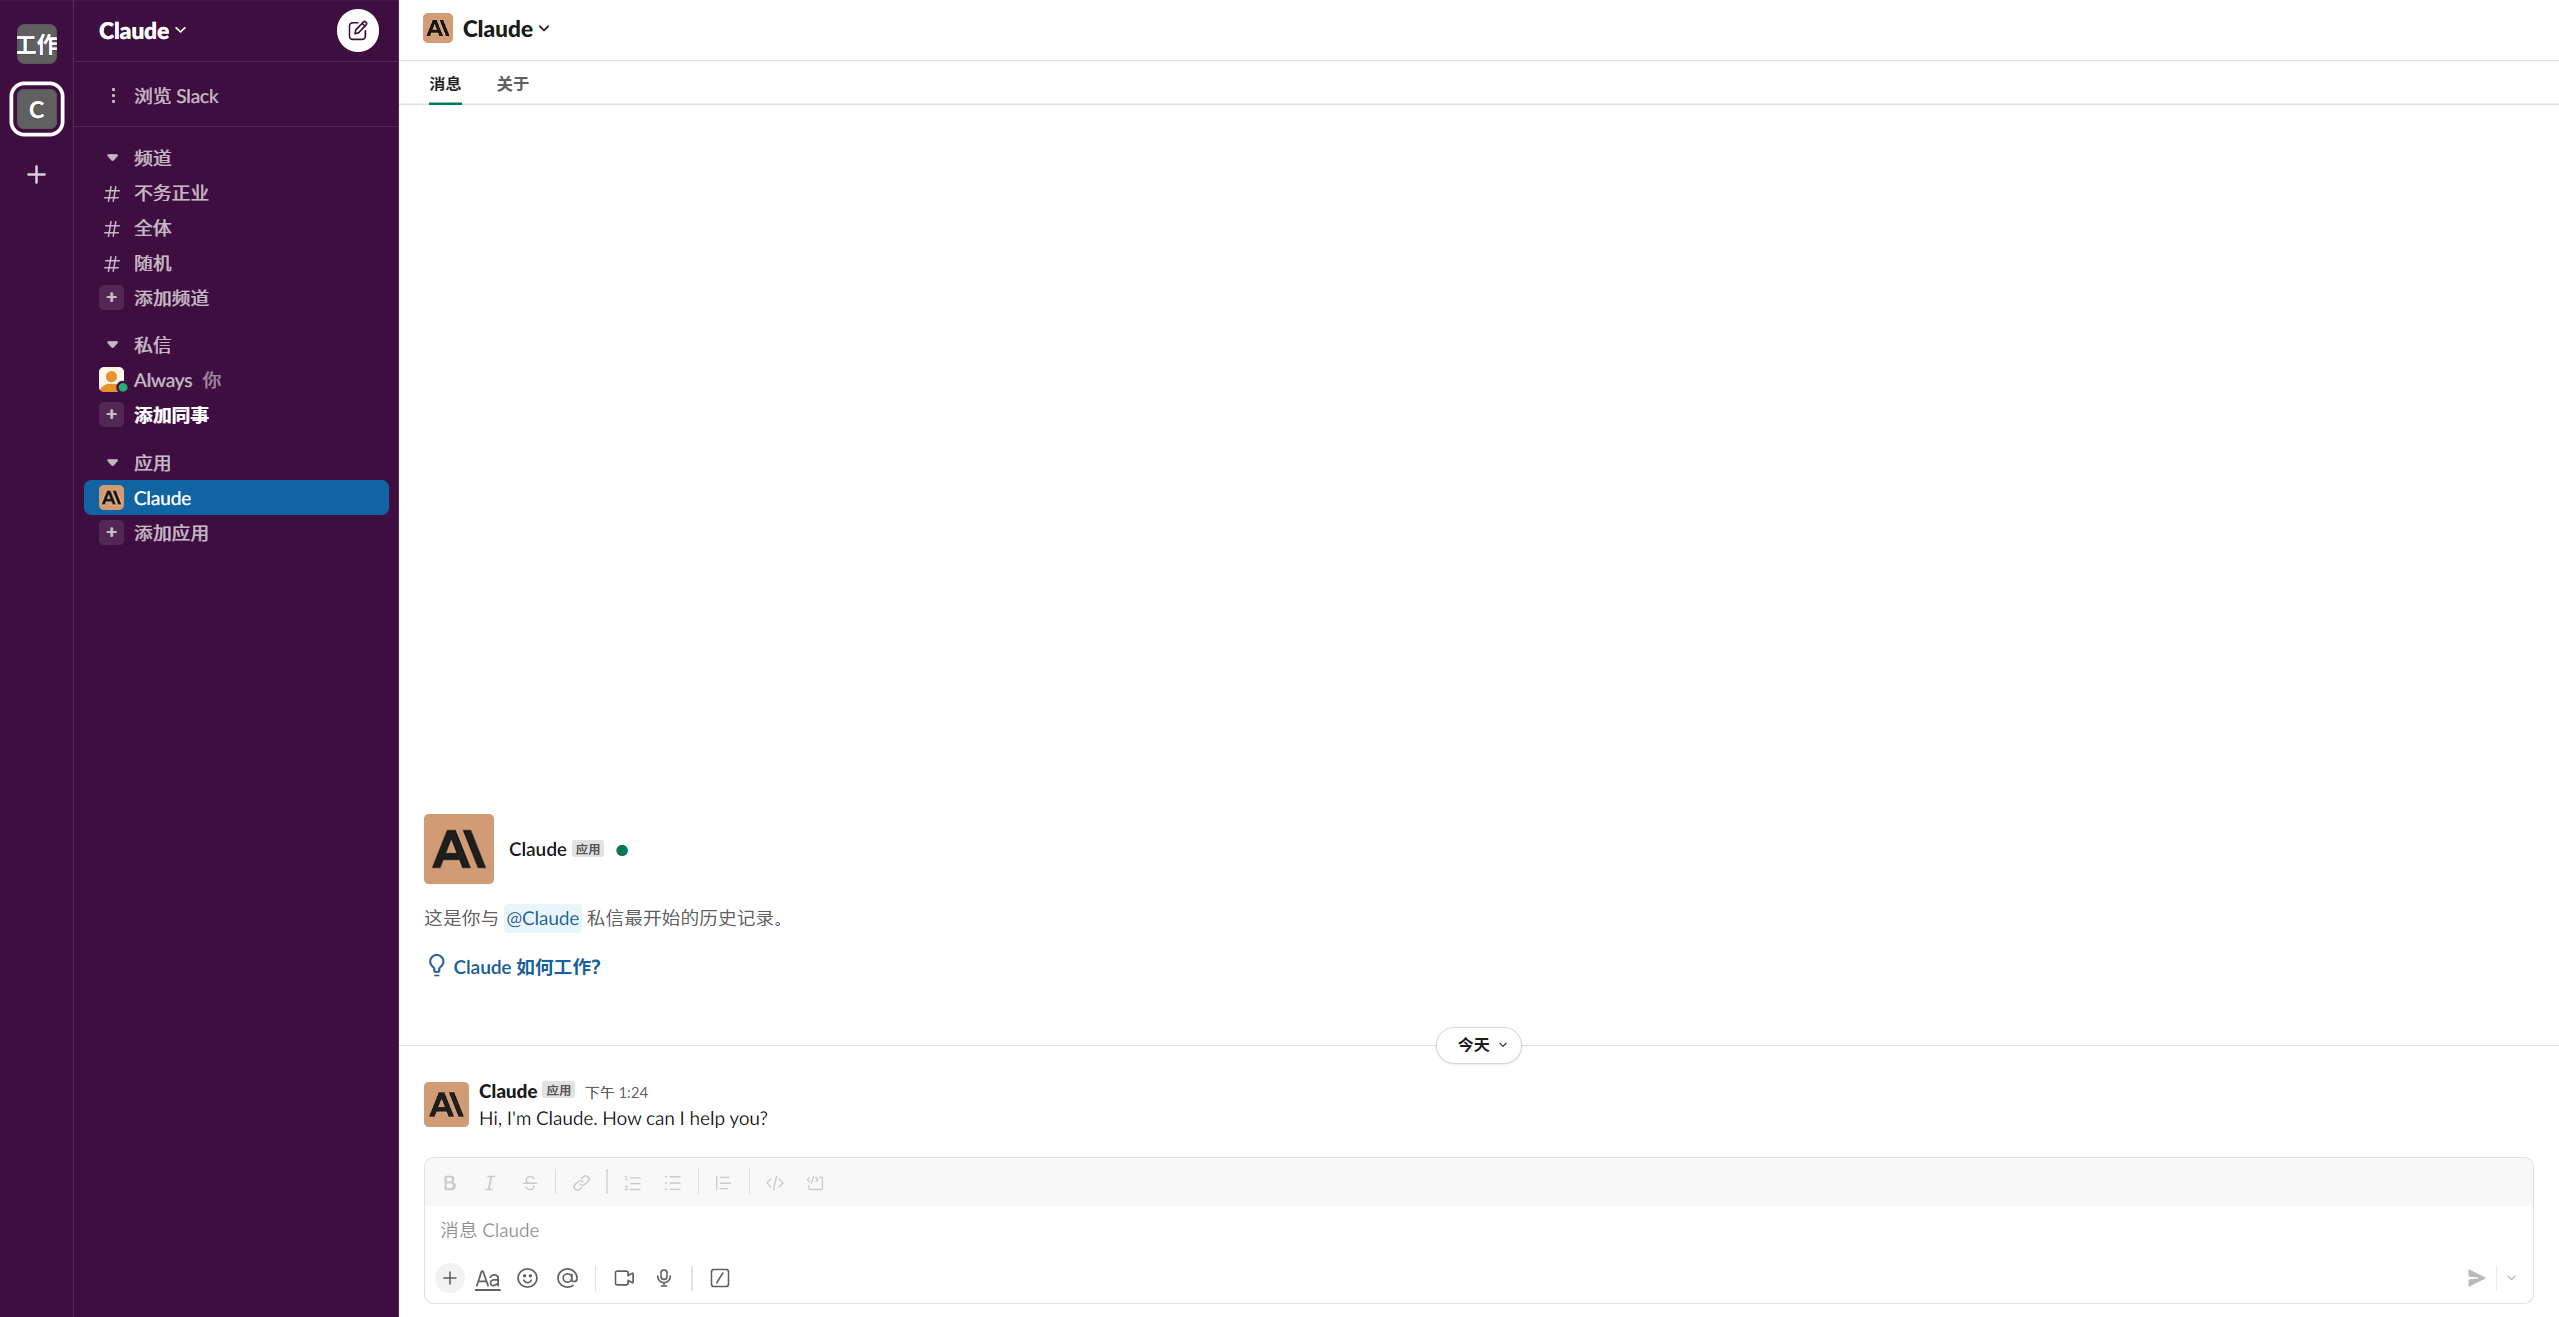 工作
C
Claude
浏览 Slack
频道
不务正业
全体
随机
添加频道
私信
Always 你
添加同事
应用
Claude
添加应用
Claude
消息 关于
Claude 应用
这是你与 @Claude 私信最开始的历史记录。
Claude 如何工作?
今天
Claude 应用 下午 1:24
Hi, I'm Claude. How can I help you?
消息 Claude
Aa